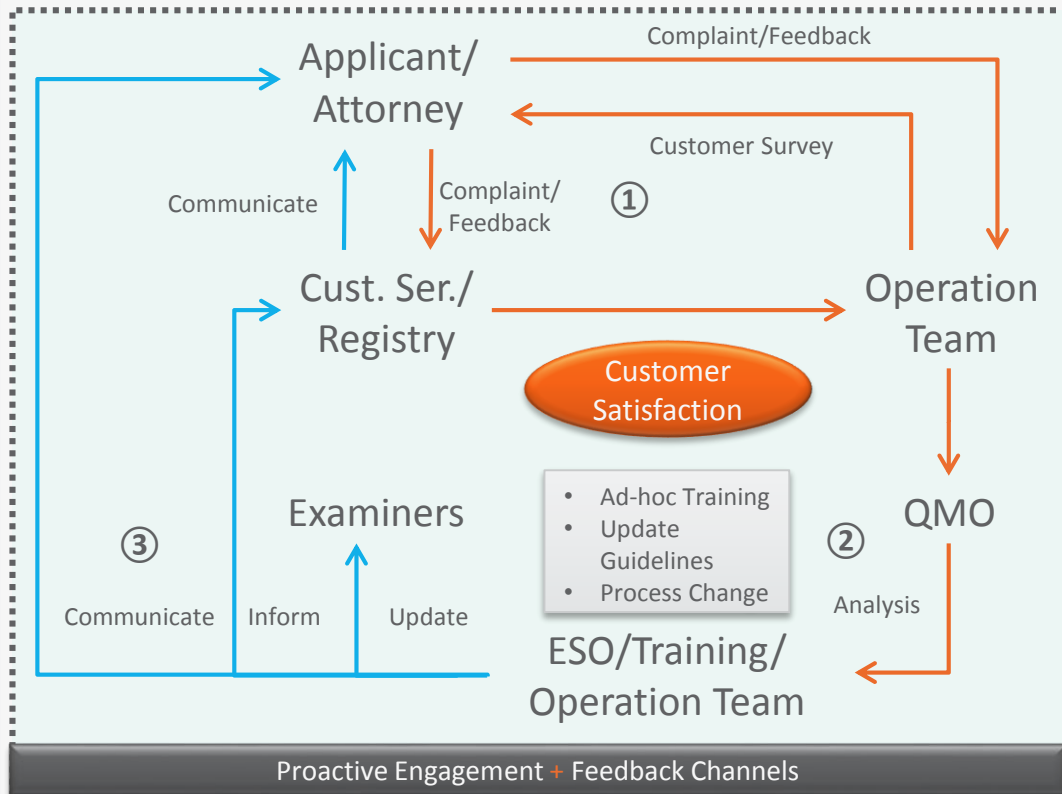 Complaint/Feedback
Applicant/
Attorney
Customer Survey
Communicate
Complaint/
Feedback
①
Cust. Ser./
Registry
Operation
Team
Customer
Satisfaction
• Ad-hoc Training
• Update
Guidelines
• Process Change
Examiners
QMO
③
②
Communicate
Inform
Update
Analysis
ESO/Training/
Operation Team
Proactive Engagement + Feedback Channels